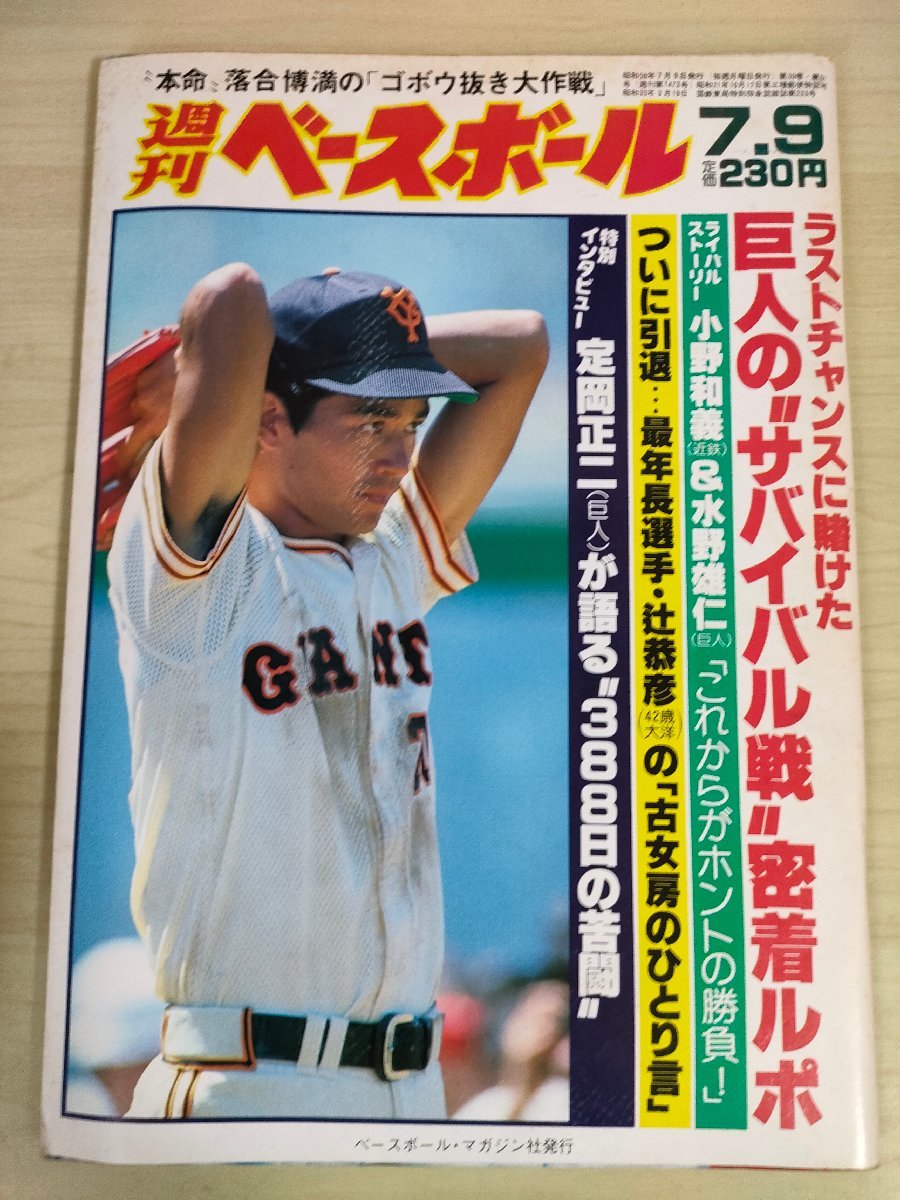 〝本命〟落合博満の「ゴボウ抜き大作戦」
週刊ベースボール
7.9
定価230円
ラストチャンスに賭けた
巨人の〝サバイバル戦〟密着ルポ
ライバルストーリー 小野和義(近鉄)&水野雄仁(巨人)「これからがホントの勝負!」
ついに引退…最年長選手・辻恭彦(42歳大洋)の「古女房のひとり言」
特別インタビュー 定岡正二(巨人)が語る〝388日の苦闘〟
YG
GIANT
ベースボール・マガジン社発行